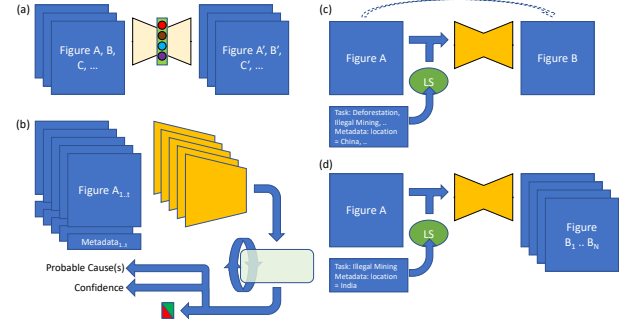 (a)
Figure A, B,
C, ...
Figure A’, B’,
C’, ...
(b)
Figure A1..t
Metadata1..t
Probable Cause(s)
Confidence
(c)
Figure A
Figure B
LS
Task: Deforestation,
Illegal Mining, ..
Metadata: location
= China, ..
(d)
Figure A
Figure
B1 .. BN
LS
Task: Illegal Mining
Metadata: location =
India